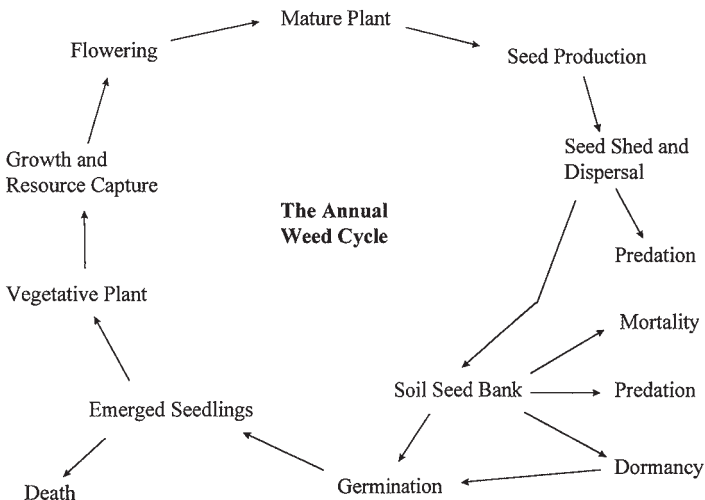 Mature Plant
Flowering
Seed Production
Growth and
Resource Capture
Seed Shed and
Dispersal
The Annual
Weed Cycle
Predation
Vegetative Plant
Mortality
Soil Seed Bank
Predation
Emerged Seedlings
Dormancy
Germination
Death